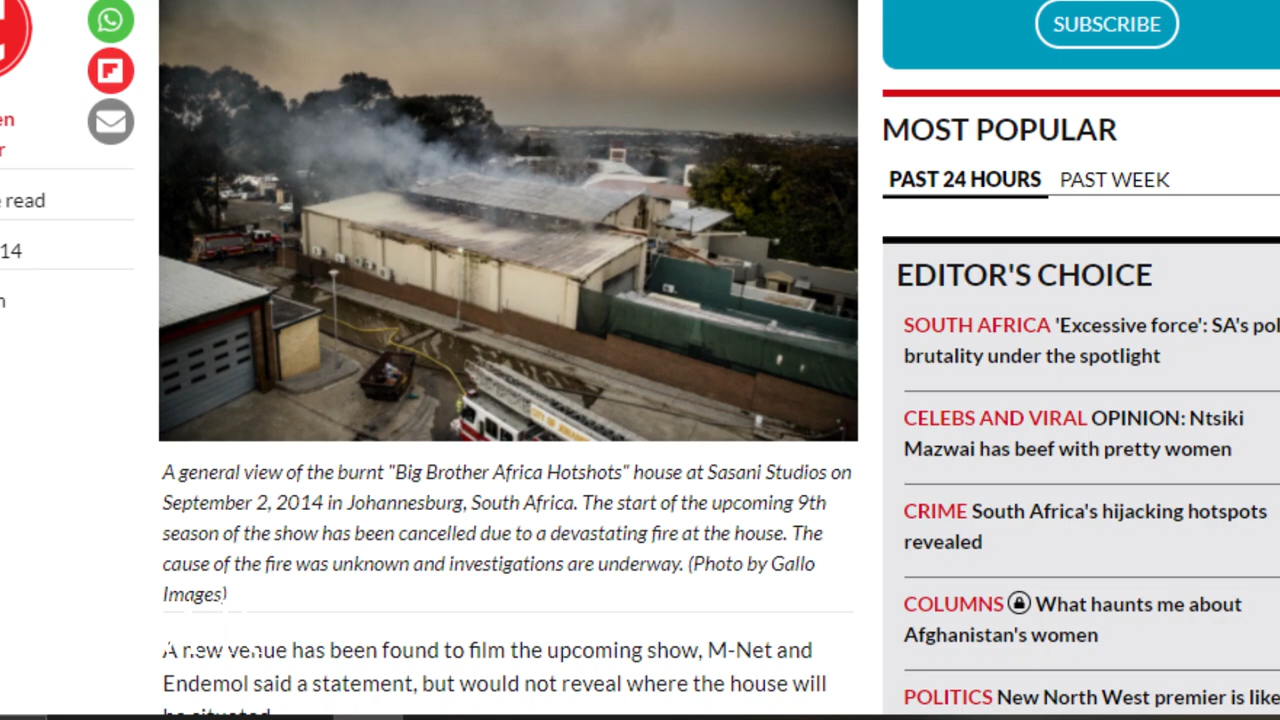 en
r
read
14
n
CITY OF
A general view of the burnt "Big Brother Africa Hotshots" house at Sasani Studios on
September 2, 2014 in Johannesburg, South Africa. The start of the upcoming 9th
season of the show has been cancelled due to a devastating fire at the house. The
cause of the fire was unknown and investigations are underway. (Photo by Gallo
Images)
A new venue has been found to film the upcoming show, M-Net and
Endemol said a statement, but would not reveal where the house will
be situated
SUBSCRIBE
MOST POPULAR
PAST 24 HOURS PAST WEEK
EDITOR'S CHOICE
SOUTH AFRICA 'Excessive force': SA's pol
brutality under the spotlight
CELEBS AND VIRAL OPINION: Ntsiki
Mazwai has beef with pretty women
CRIME South Africa's hijacking hotspots
revealed
COLUMNS What haunts me about
Afghanistan's women
POLITICS New North West premier is like